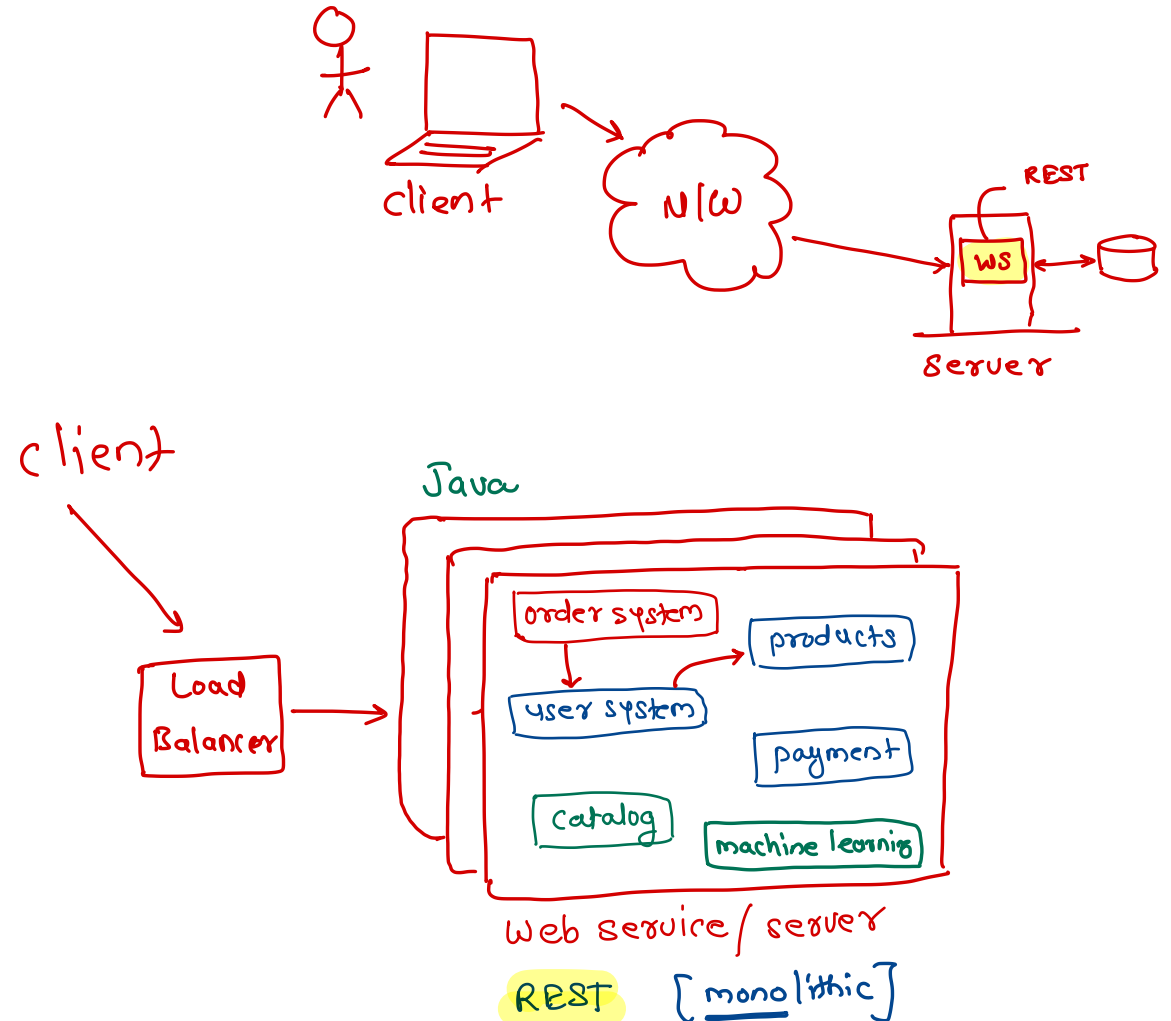 client
N/W
REST
WS
server
client
Java
Load
Balancer
order system
products
user system
payment
catalog
machine learning
Web service/server
REST [monolithic]